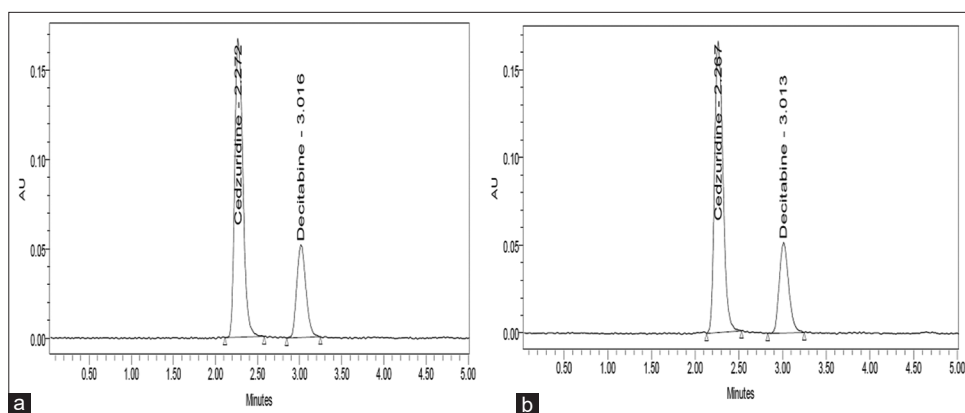 0.15
0.10
AU
0.05
0.00
Cedzuridine - 2.272
Decitabine - 3.016
0.50 1.00 1.50 2.00 2.50 3.00 3.50 4.00 4.50 5.00
Minutes
a
0.15
0.10
AU
0.05
0.00
Cedzuridine - 2.267
Decitabine - 3.013
0.50 1.00 1.50 2.00 2.50 3.00 3.50 4.00 4.50 5.00
Minutes
b